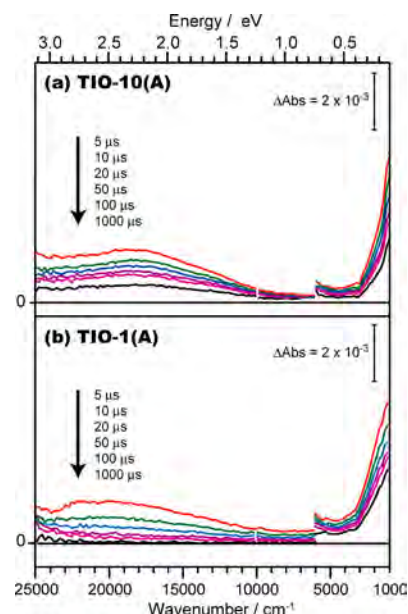 Energy / eV
3.0 2.5 2.0 1.5 1.0 0.5
(a) TIO-10(A)
ΔAbs = 2 x 10⁻³
5 µs
10 µs
20 µs
50 µs
100 µs
1000 µs
0
(b) TIO-1(A)
ΔAbs = 2 x 10⁻³
5 µs
10 µs
20 µs
50 µs
100 µs
1000 µs
0
25000 20000 15000 10000 5000 1000
Wavenumber / cm⁻¹